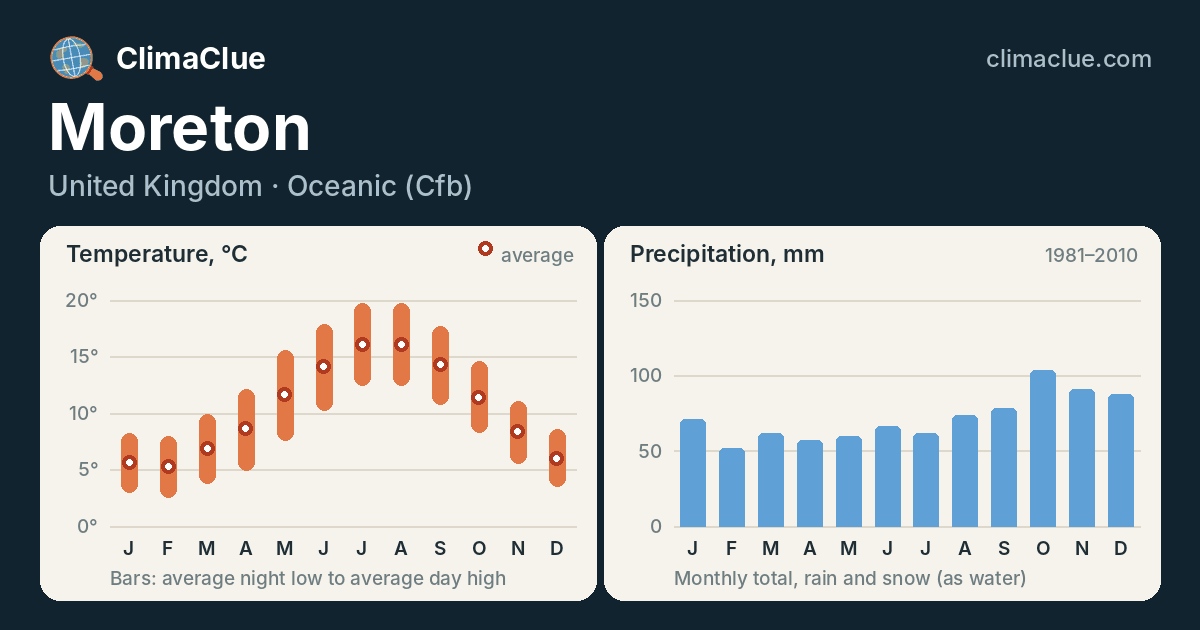 ClimaClue
climaclue.com
Moreton
United Kingdom · Oceanic (Cfb)
Temperature, °C
average
20°
15°
10°
5°
0°
J F M A M J J A S O N D
Bars: average night low to average day high
Precipitation, mm
1981–2010
150
100
50
0
J F M A M J J A S O N D
Monthly total, rain and snow (as water)